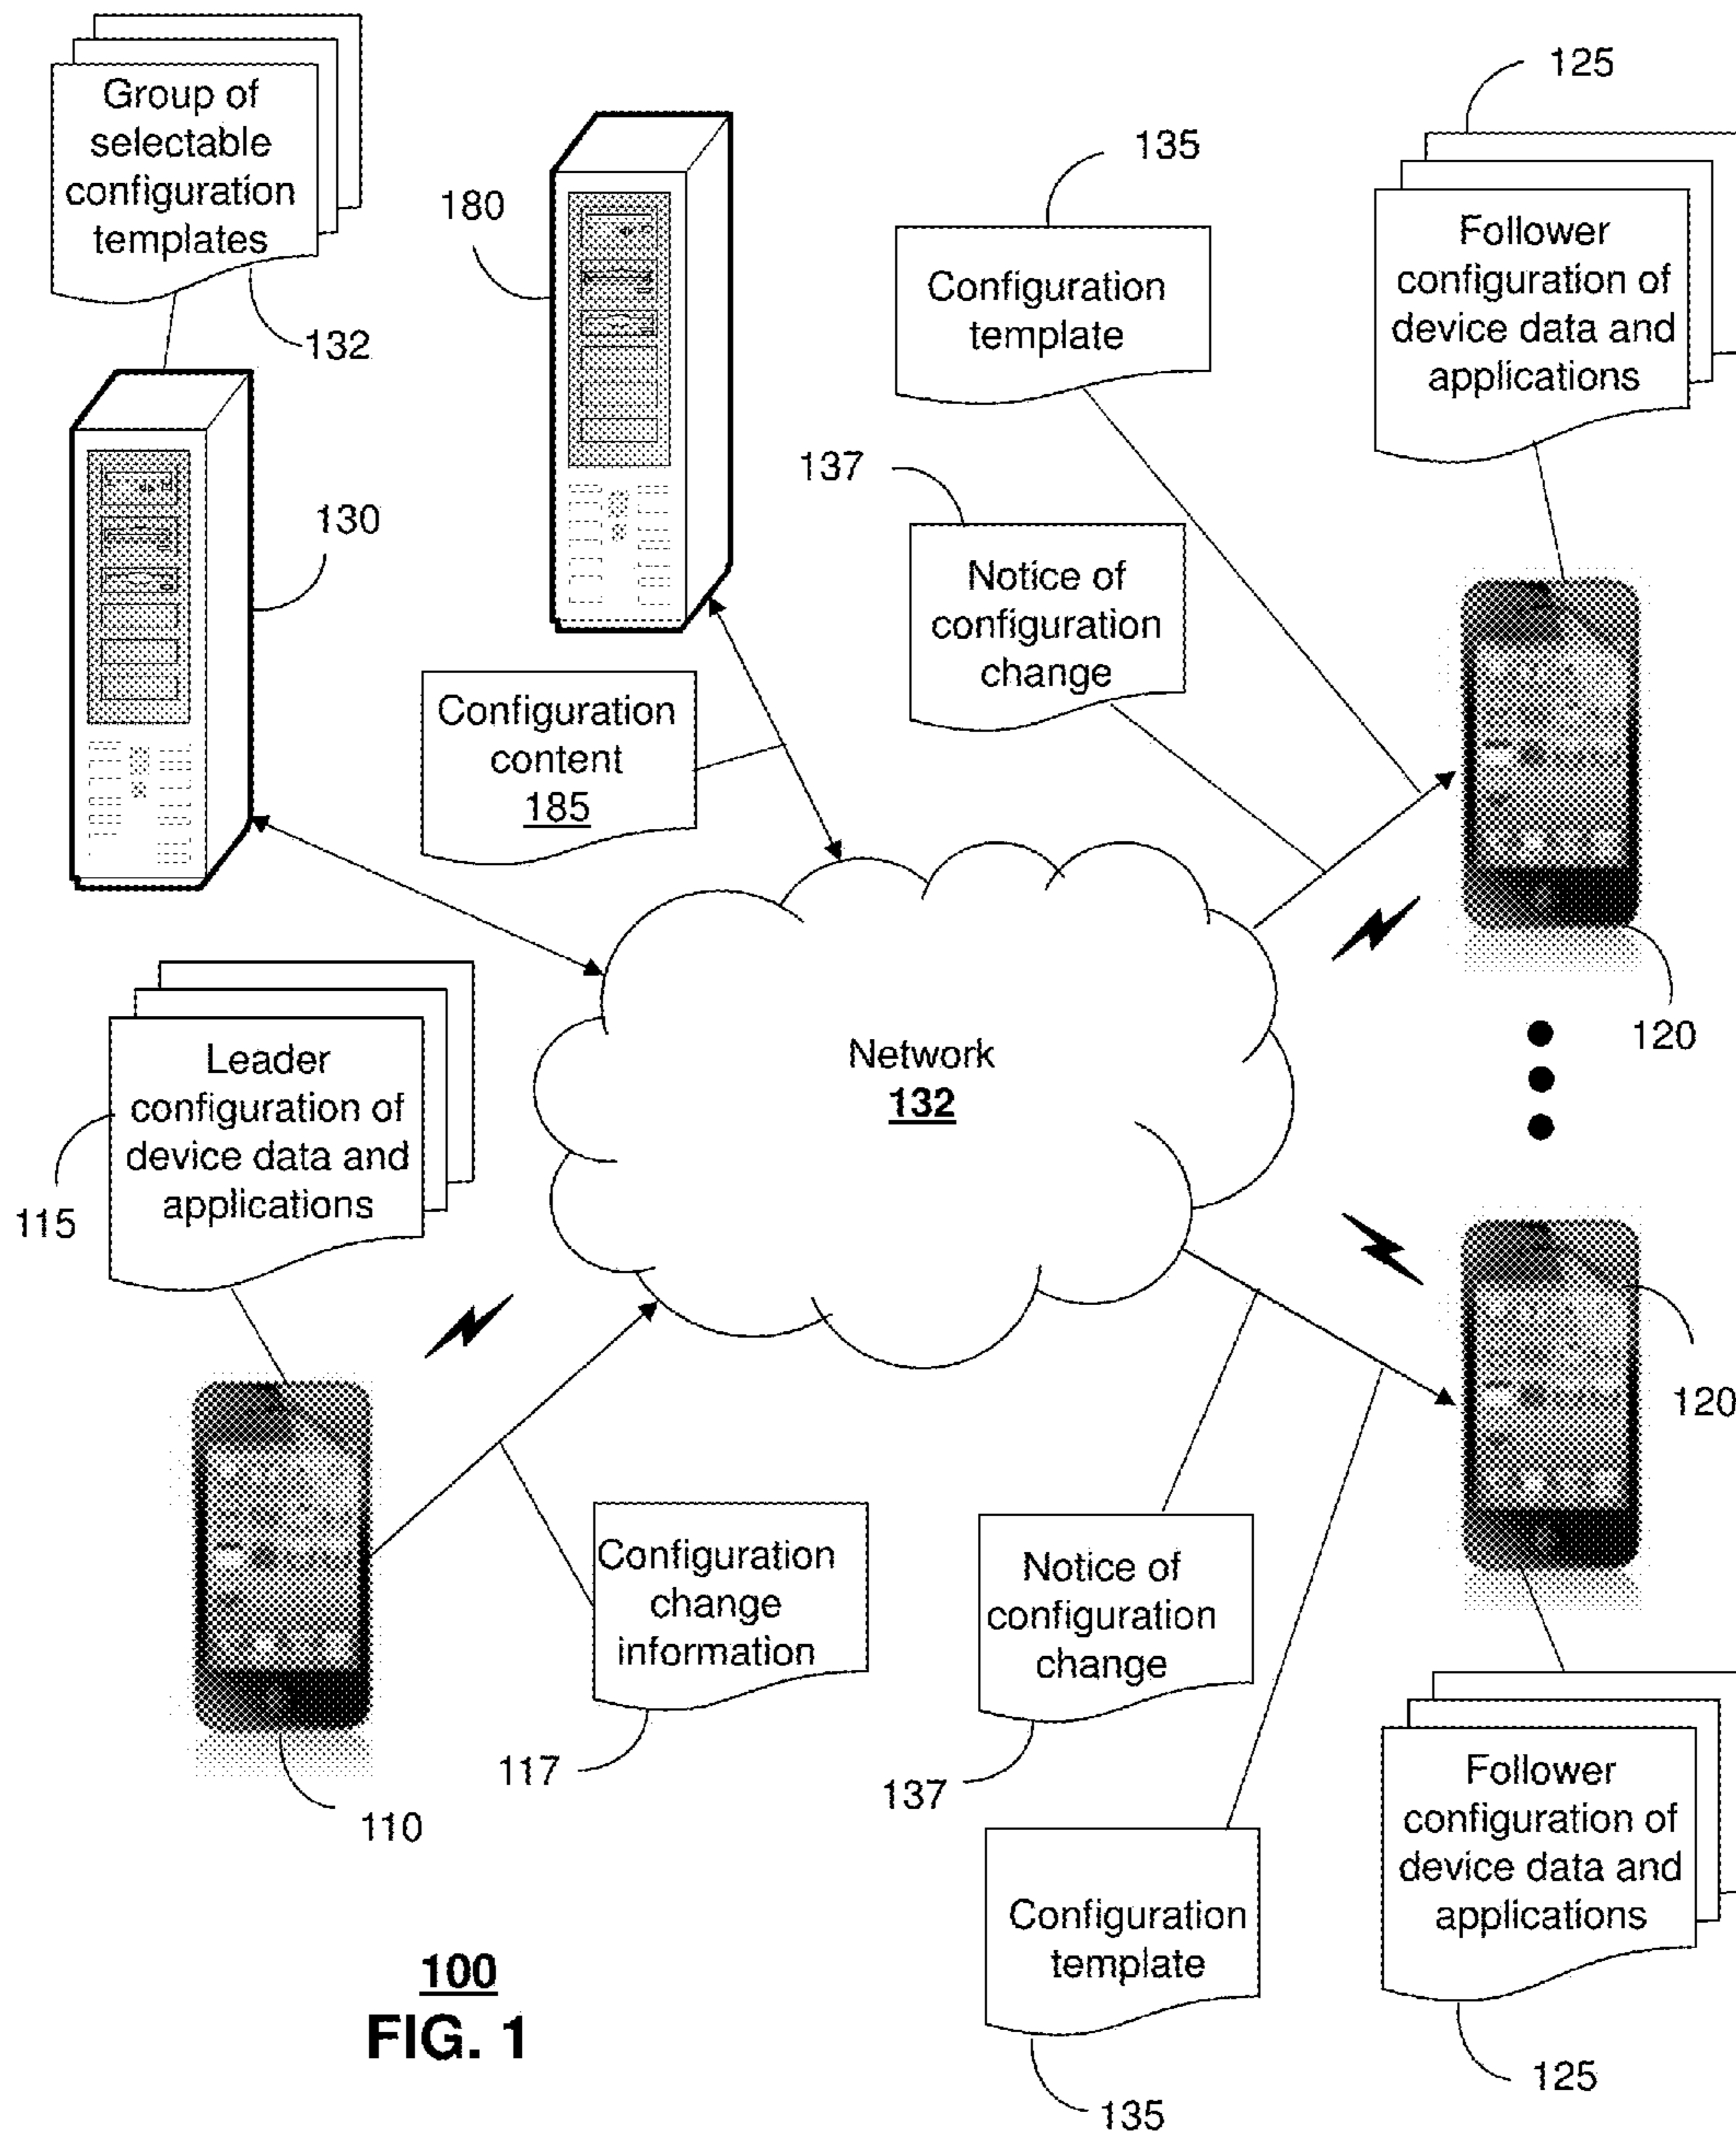 Group of
selectable
configuration
templates
132
130
180
Configuration
content
185
135
Configuration
template
137
Notice of
configuration
change
125
Follower
configuration of
device data and
applications
120
Network
132
Leader
configuration of
device data and
applications
115
110
Configuration
change
information
117
Notice of
configuration
change
137
Configuration
template
135
120
Follower
configuration of
device data and
applications
125
100
FIG. 1